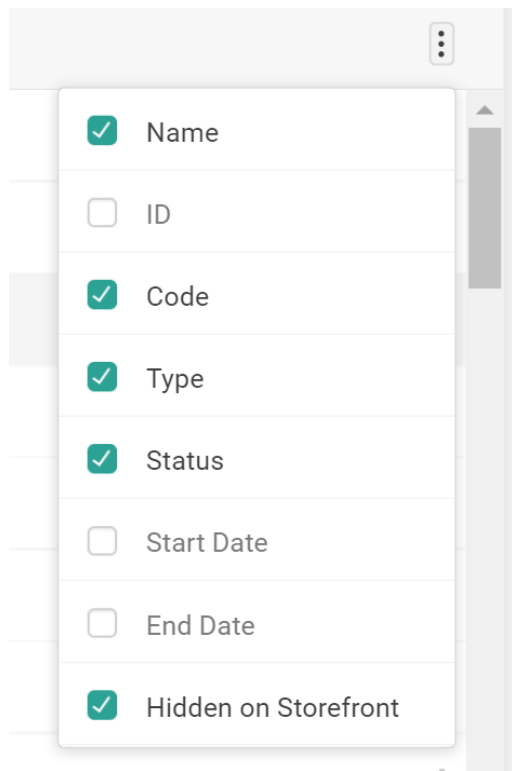 Name
ID
Code
Type
Status
Start Date
End Date
Hidden on Storefront